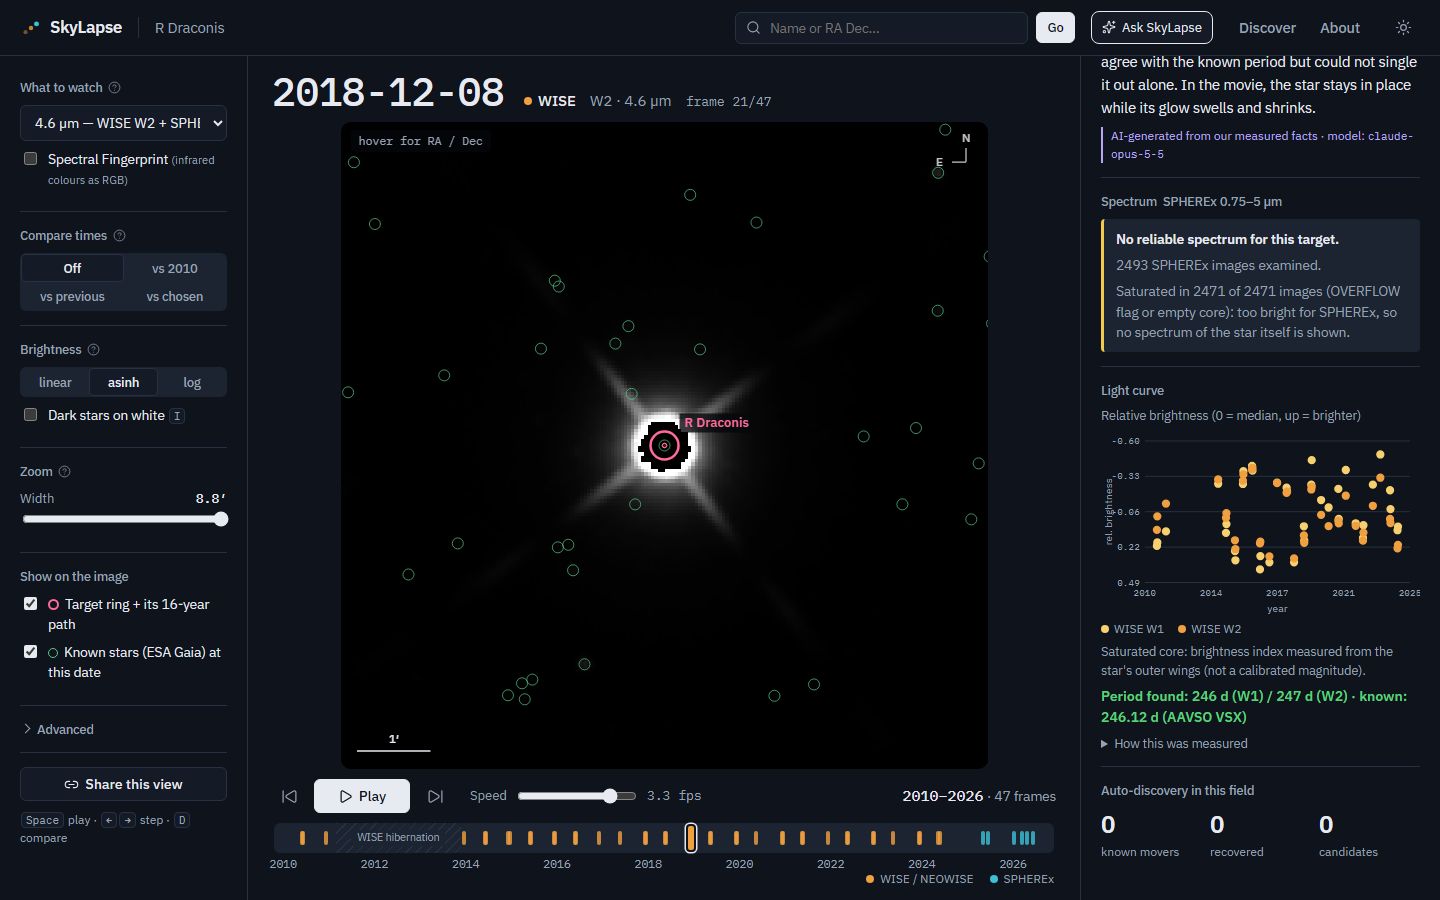 SkyLapse
R Draconis
Name or RA Dec...
Go
Ask SkyLapse
Discover
About
What to watch
4.6 µm — WISE W2 + SPHE
Spectral Fingerprint (infrared
colours as RGB)
Compare times
Off
vs 2010
vs previous
vs chosen
Brightness
linear
asinh
log
Dark stars on white I
Zoom
Width
8.8′
Show on the image
Target ring + its 16-year
path
Known stars (ESA Gaia) at
this date
Advanced
Share this view
Space play · ← → step · D
compare
2018-12-08
WISE W2 · 4.6 µm frame 21/47
hover for RA / Dec
N
E
R Draconis
1′
Play
Speed
3.3 fps
2010–2026 · 47 frames
WISE hibernation
2010 2012 2014 2016 2018 2020 2022 2024 2026
WISE / NEOWISE SPHEREx
agree with the known period but could not single
it out alone. In the movie, the star stays in place
while its glow swells and shrinks.
AI-generated from our measured facts · model: claude-
opus-5-5
Spectrum SPHEREx 0.75–5 µm
No reliable spectrum for this target.
2493 SPHEREx images examined.
Saturated in 2471 of 2471 images (OVERFLOW
flag or empty core): too bright for SPHEREx, so
no spectrum of the star itself is shown.
Light curve
Relative brightness (0 = median, up = brighter)
-0.60
-0.33
-0.06
0.22
0.49
rel. brightness
2010 2014 2017 2021 2025
year
WISE W1 WISE W2
Saturated core: brightness index measured from the
star's outer wings (not a calibrated magnitude).
Period found: 246 d (W1) / 247 d (W2) · known:
246.12 d (AAVSO VSX)
How this was measured
Auto-discovery in this field
0 0 0
known movers recovered candidates